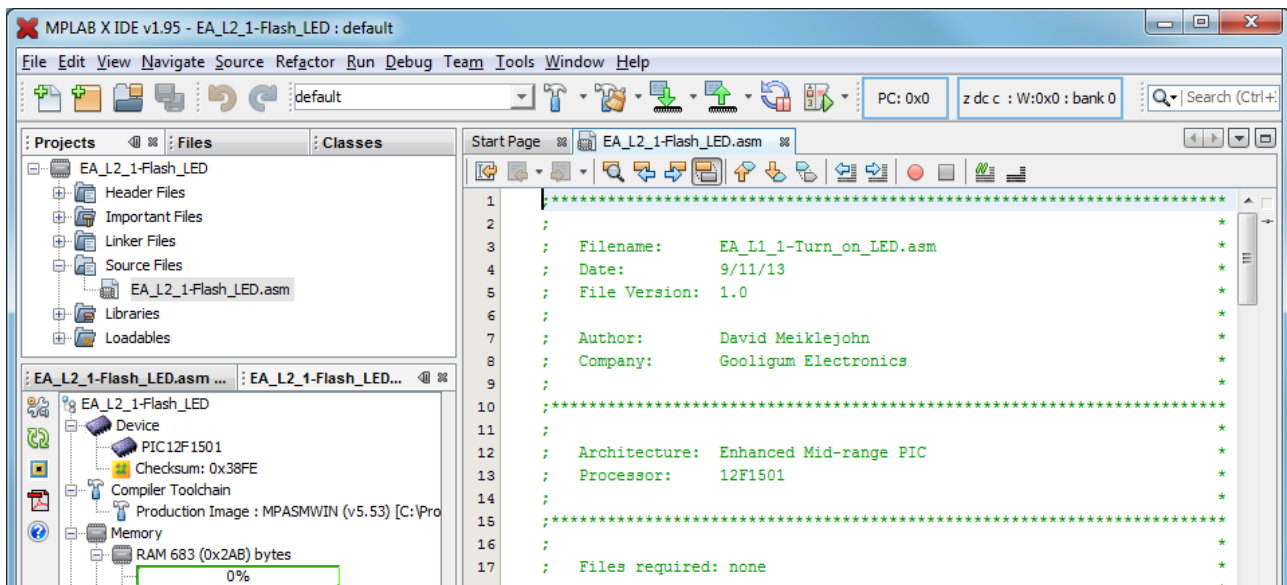 MPLAB X IDE v1.95 - EA_L2_1-Flash_LED : default
File Edit View Navigate Source Refactor Run Debug Team Tools Window Help
default
PC: 0x0
z dc c : W:0x0 : bank 0
Search (Ctrl+I
Projects Files Classes
EA_L2_1-Flash_LED
Header Files
Important Files
Linker Files
Source Files
EA_L2_1-Flash_LED.asm
Libraries
Loadables
EA_L2_1-Flash_LED.asm ... EA_L2_1-Flash_LED...
EA_L2_1-Flash_LED
Device
PIC12F1501
Checksum: 0x38FE
Compiler Toolchain
Production Image : MPASMWIN (v5.53) [C:\Pro
Memory
RAM 683 (0x2AB) bytes
0%
Start Page EA_L2_1-Flash_LED.asm
1 ;************************************************************************
2 ; *
3 ; Filename: EA_L1_1-Turn_on_LED.asm *
4 ; Date: 9/11/13 *
5 ; File Version: 1.0 *
6 ; *
7 ; Author: David Meiklejohn *
8 ; Company: Gooligum Electronics *
9 ; *
10 ;************************************************************************
11 ; *
12 ; Architecture: Enhanced Mid-range PIC *
13 ; Processor: 12F1501 *
14 ; *
15 ;************************************************************************
16 ; *
17 ; Files required: none *